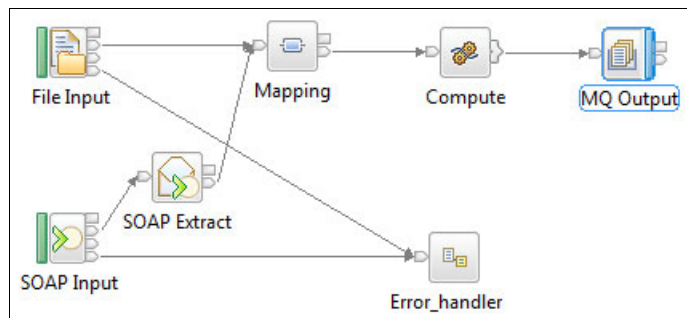 File Input
Mapping
Compute
MQ Output
SOAP Extract
SOAP Input
Error_handler